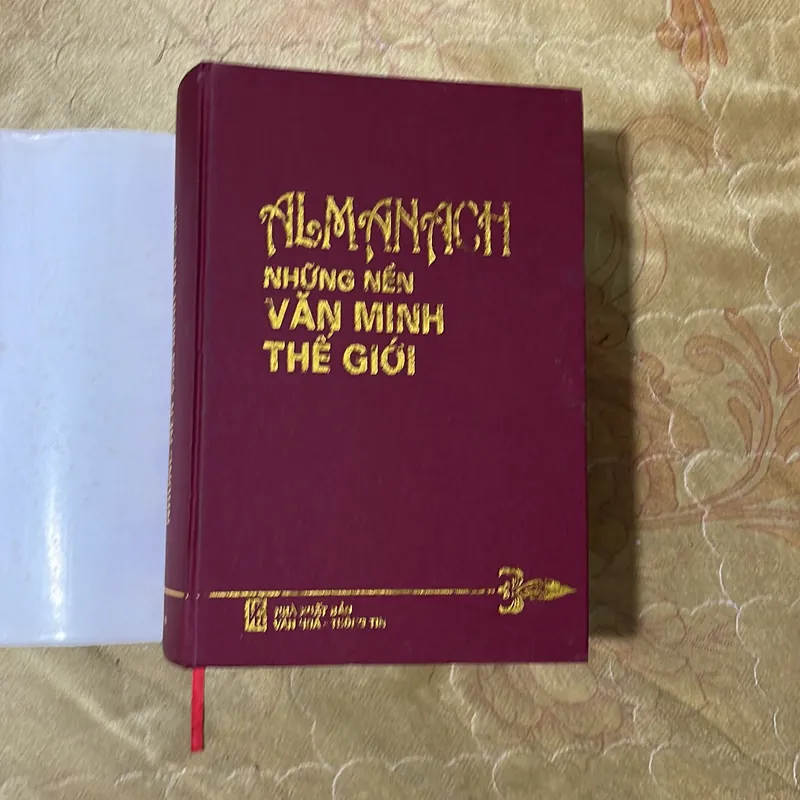 ALMANACH
NHỮNG NỀN
VĂN MINH
THẾ GIỚI
NHÀ XUẤT BẢN
VĂN HÓA - THÔNG TIN